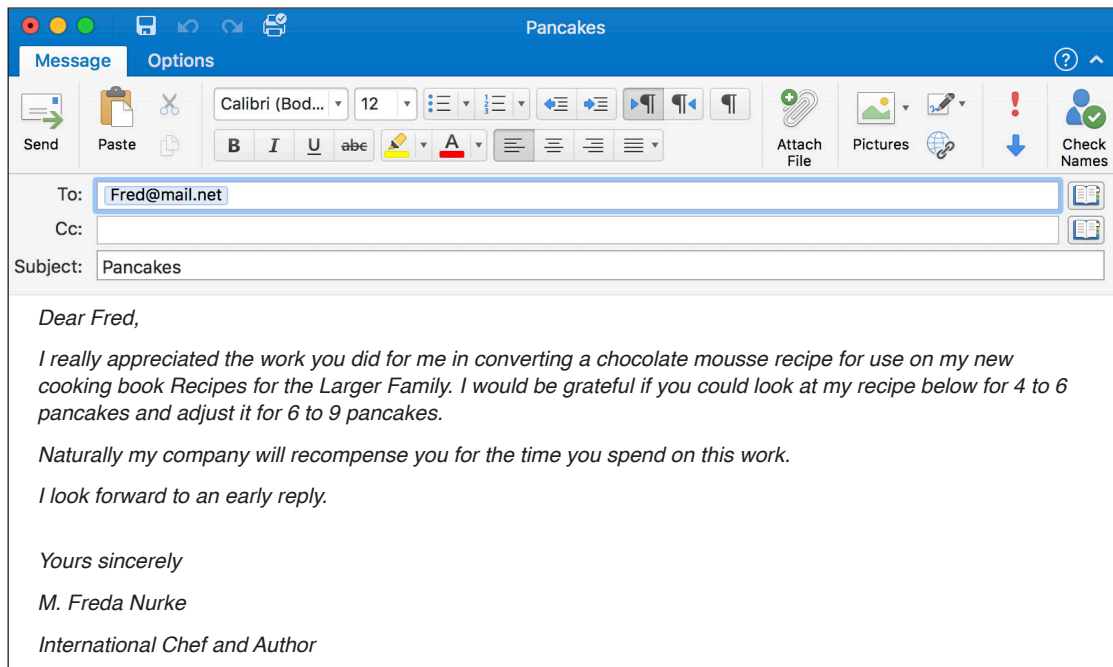 Pancakes
Message Options
Calibri (Bod... 12
B I U abc A
Send Paste Attach File Pictures Check Names
To: Fred@mail.net
Cc:
Subject: Pancakes
Dear Fred,
I really appreciated the work you did for me in converting a chocolate mousse recipe for use on my new
cooking book Recipes for the Larger Family. I would be grateful if you could look at my recipe below for 4 to 6
pancakes and adjust it for 6 to 9 pancakes.
Naturally my company will recompense you for the time you spend on this work.
I look forward to an early reply.
Yours sincerely
M. Freda Nurke
International Chef and Author